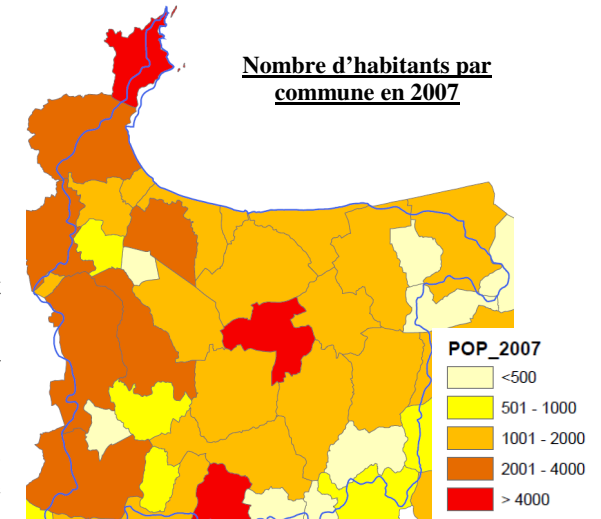 Nombre d'habitants par
commune en 2007
POP_2007
<500
501 - 1000
1001 - 2000
2001 - 4000
> 4000